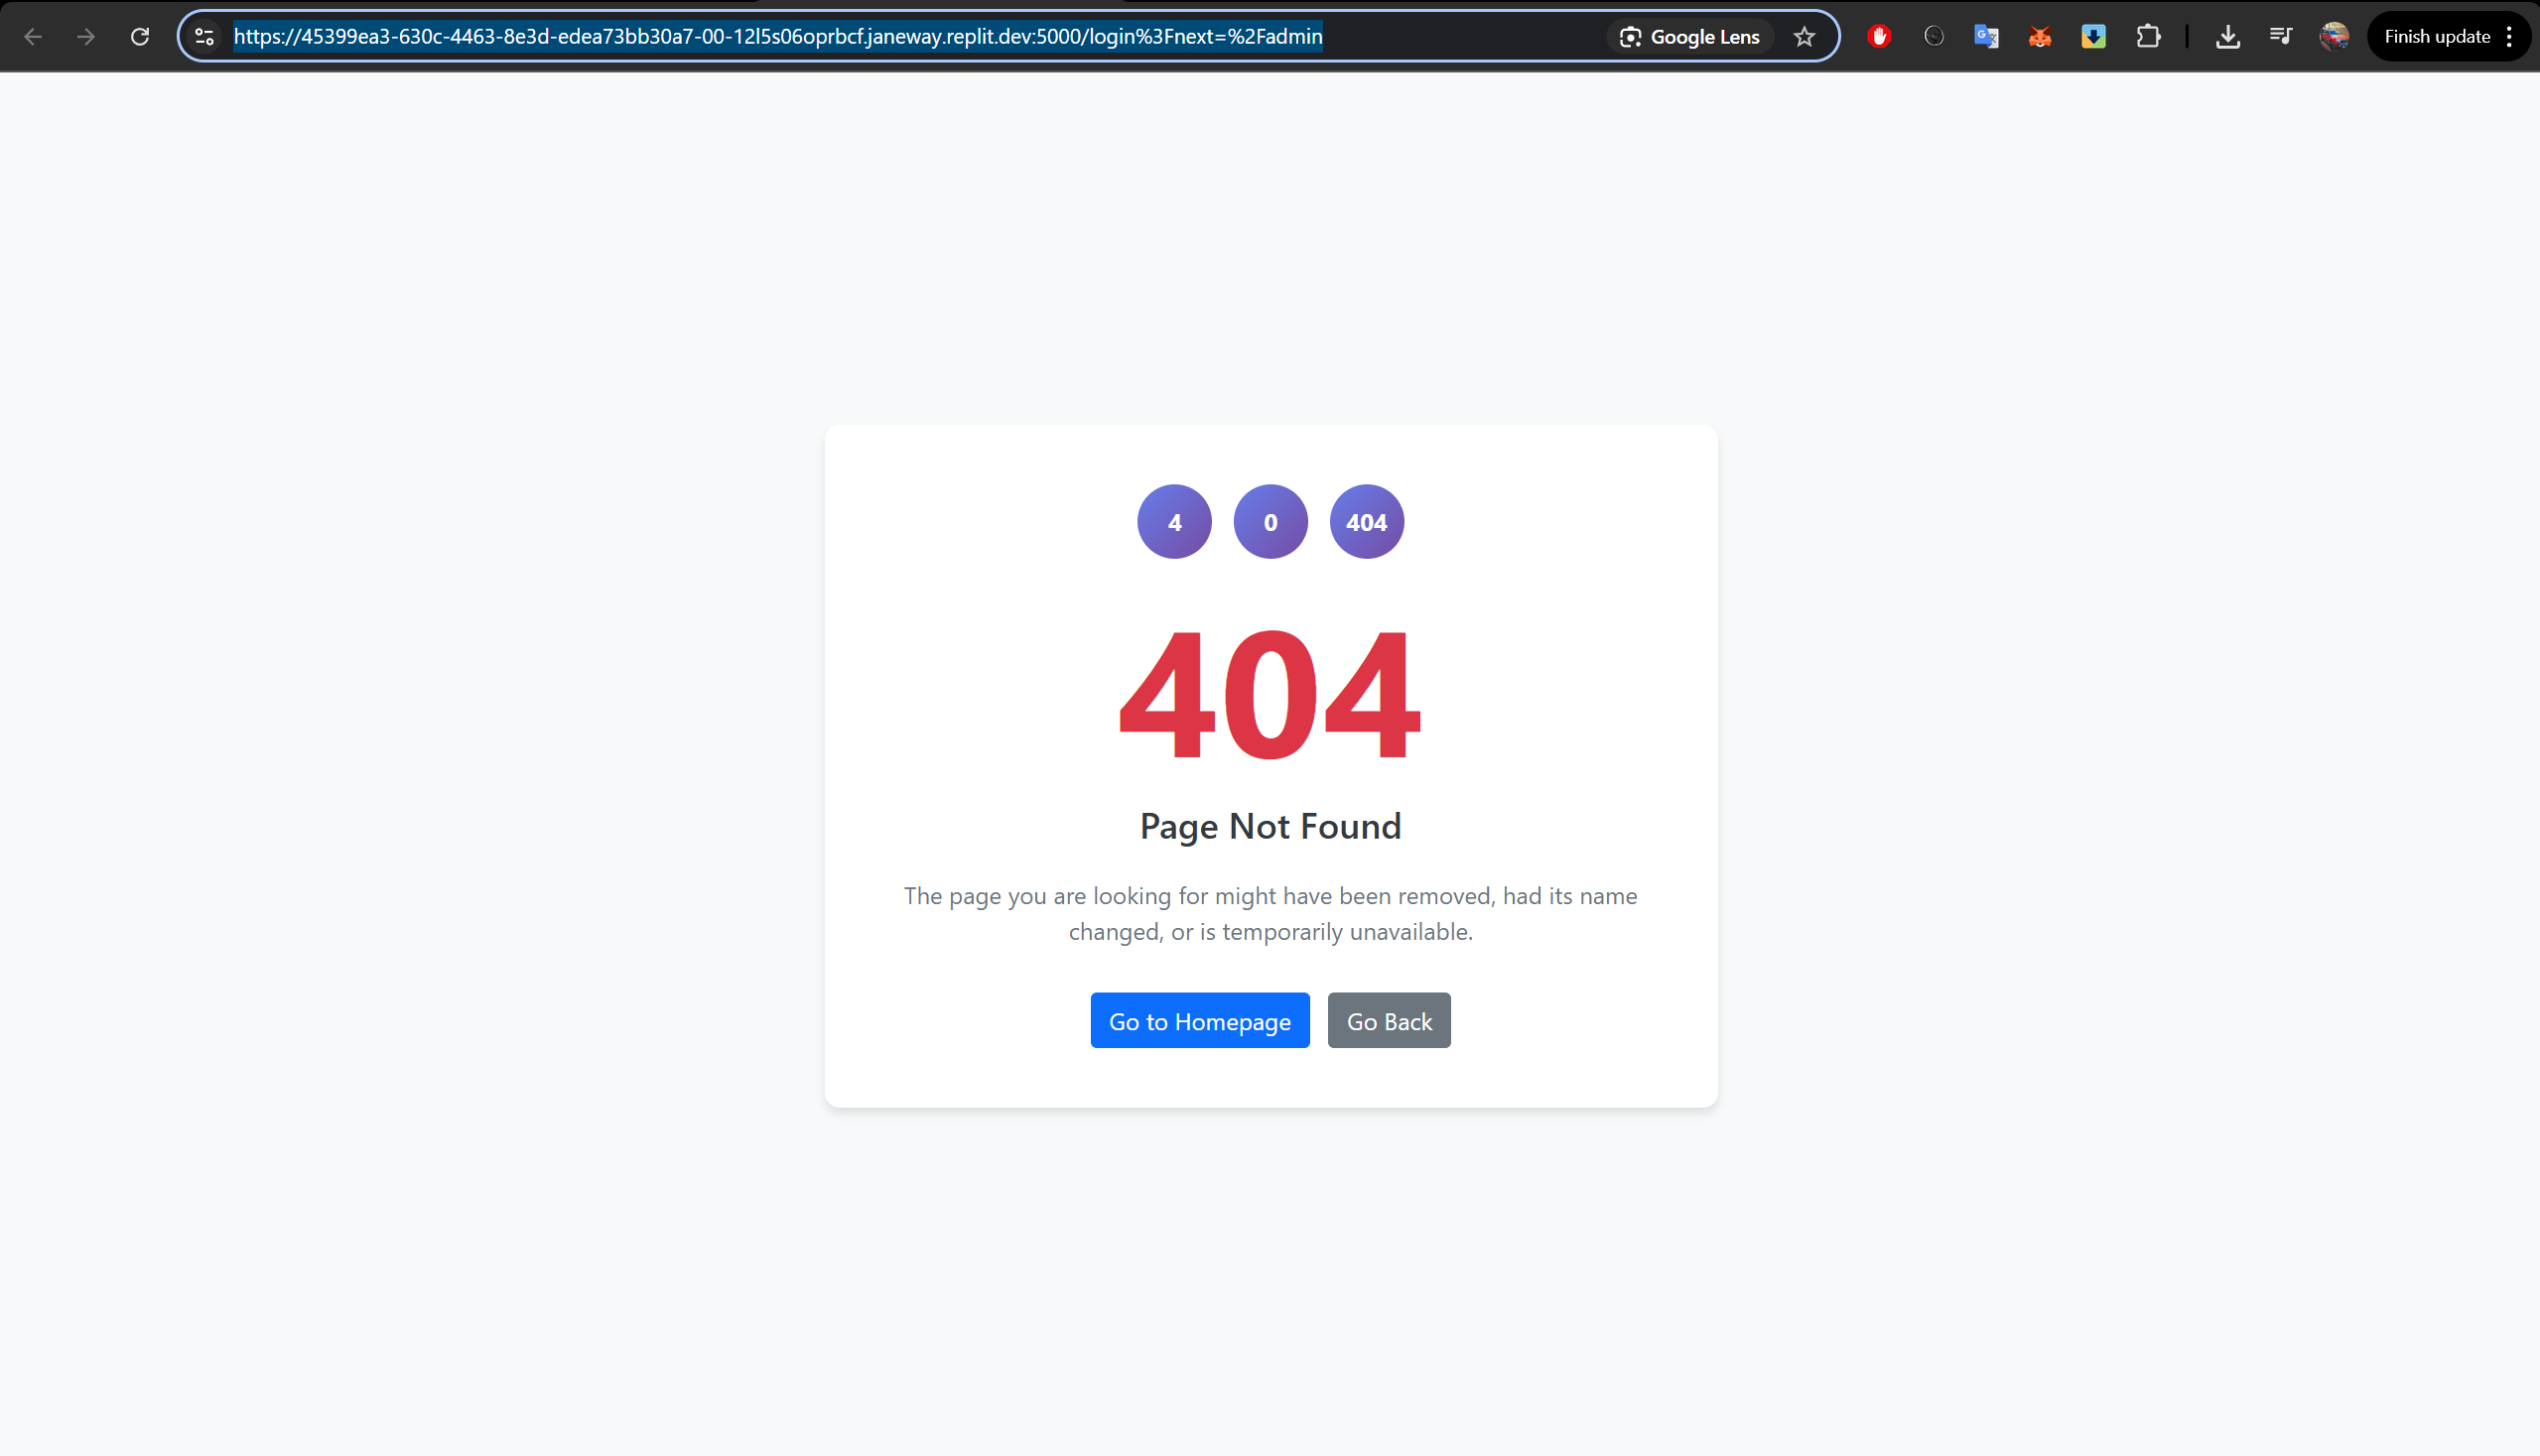 https://45399ea3-630c-4463-8e3d-edea73bb30a7-00-12l5s06oprbcf.janeway.replit.dev:5000/login%3Fnext=%2Fadmin
Google Lens
Finish update
4 0 404
404
Page Not Found
The page you are looking for might have been removed, had its name
changed, or is temporarily unavailable.
Go to Homepage
Go Back